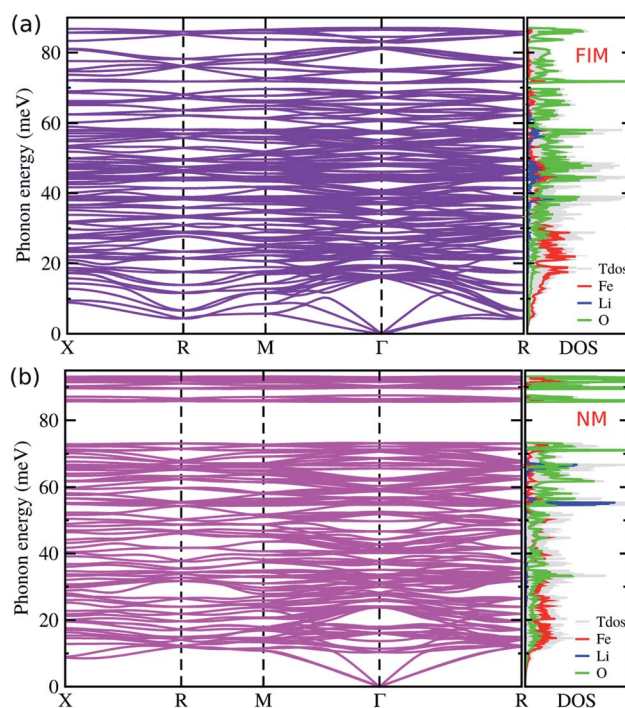 (a)
80
60
40
20
0
Phonon energy (meV)
X R M Γ R DOS
FIM
Tdos
Fe
Li
O
(b)
80
60
40
20
0
Phonon energy (meV)
X R M Γ R DOS
NM
Tdos
Fe
Li
O